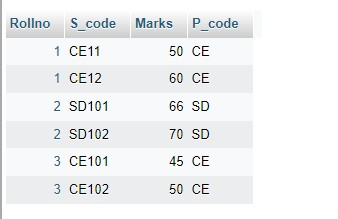 Rollno S_code Marks P_code
1 CE11 50 CE
1 CE12 60 CE
2 SD101 66 SD
2 SD102 70 SD
3 CE101 45 CE
3 CE102 50 CE